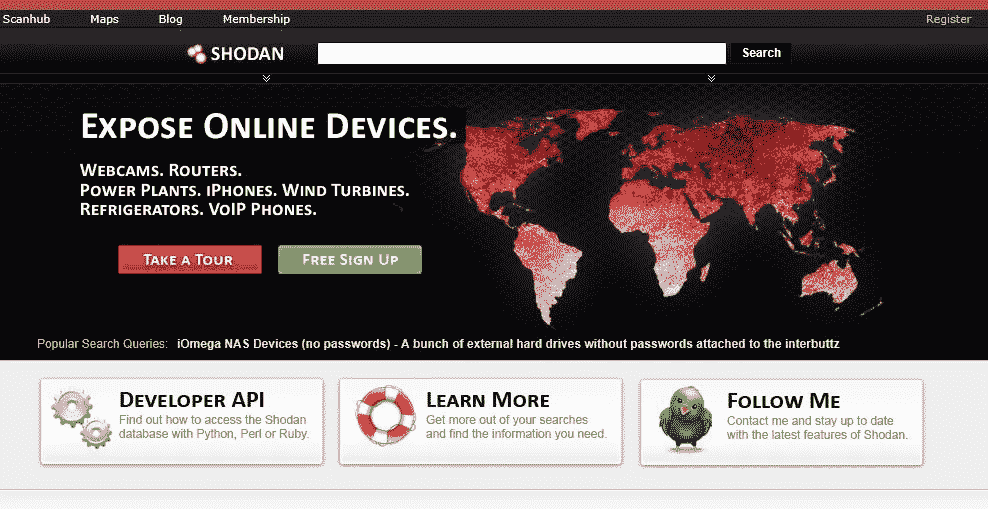 Scanhub Maps Blog Membership Register
SHODAN Search
Expose Online Devices.
Webcams. Routers.
Power Plants. iPhones. Wind Turbines.
Refrigerators. VoIP Phones.
Take a Tour Free Sign Up
Popular Search Queries: iOmega NAS Devices (no passwords) - A bunch of external hard drives without passwords attached to the interbuttz
Developer API
Find out how to access the Shodan
database with Python, Perl or Ruby.
Learn More
Get more out of your searches
and find the information you need.
Follow Me
Contact me and stay up to date
with the latest features of Shodan.